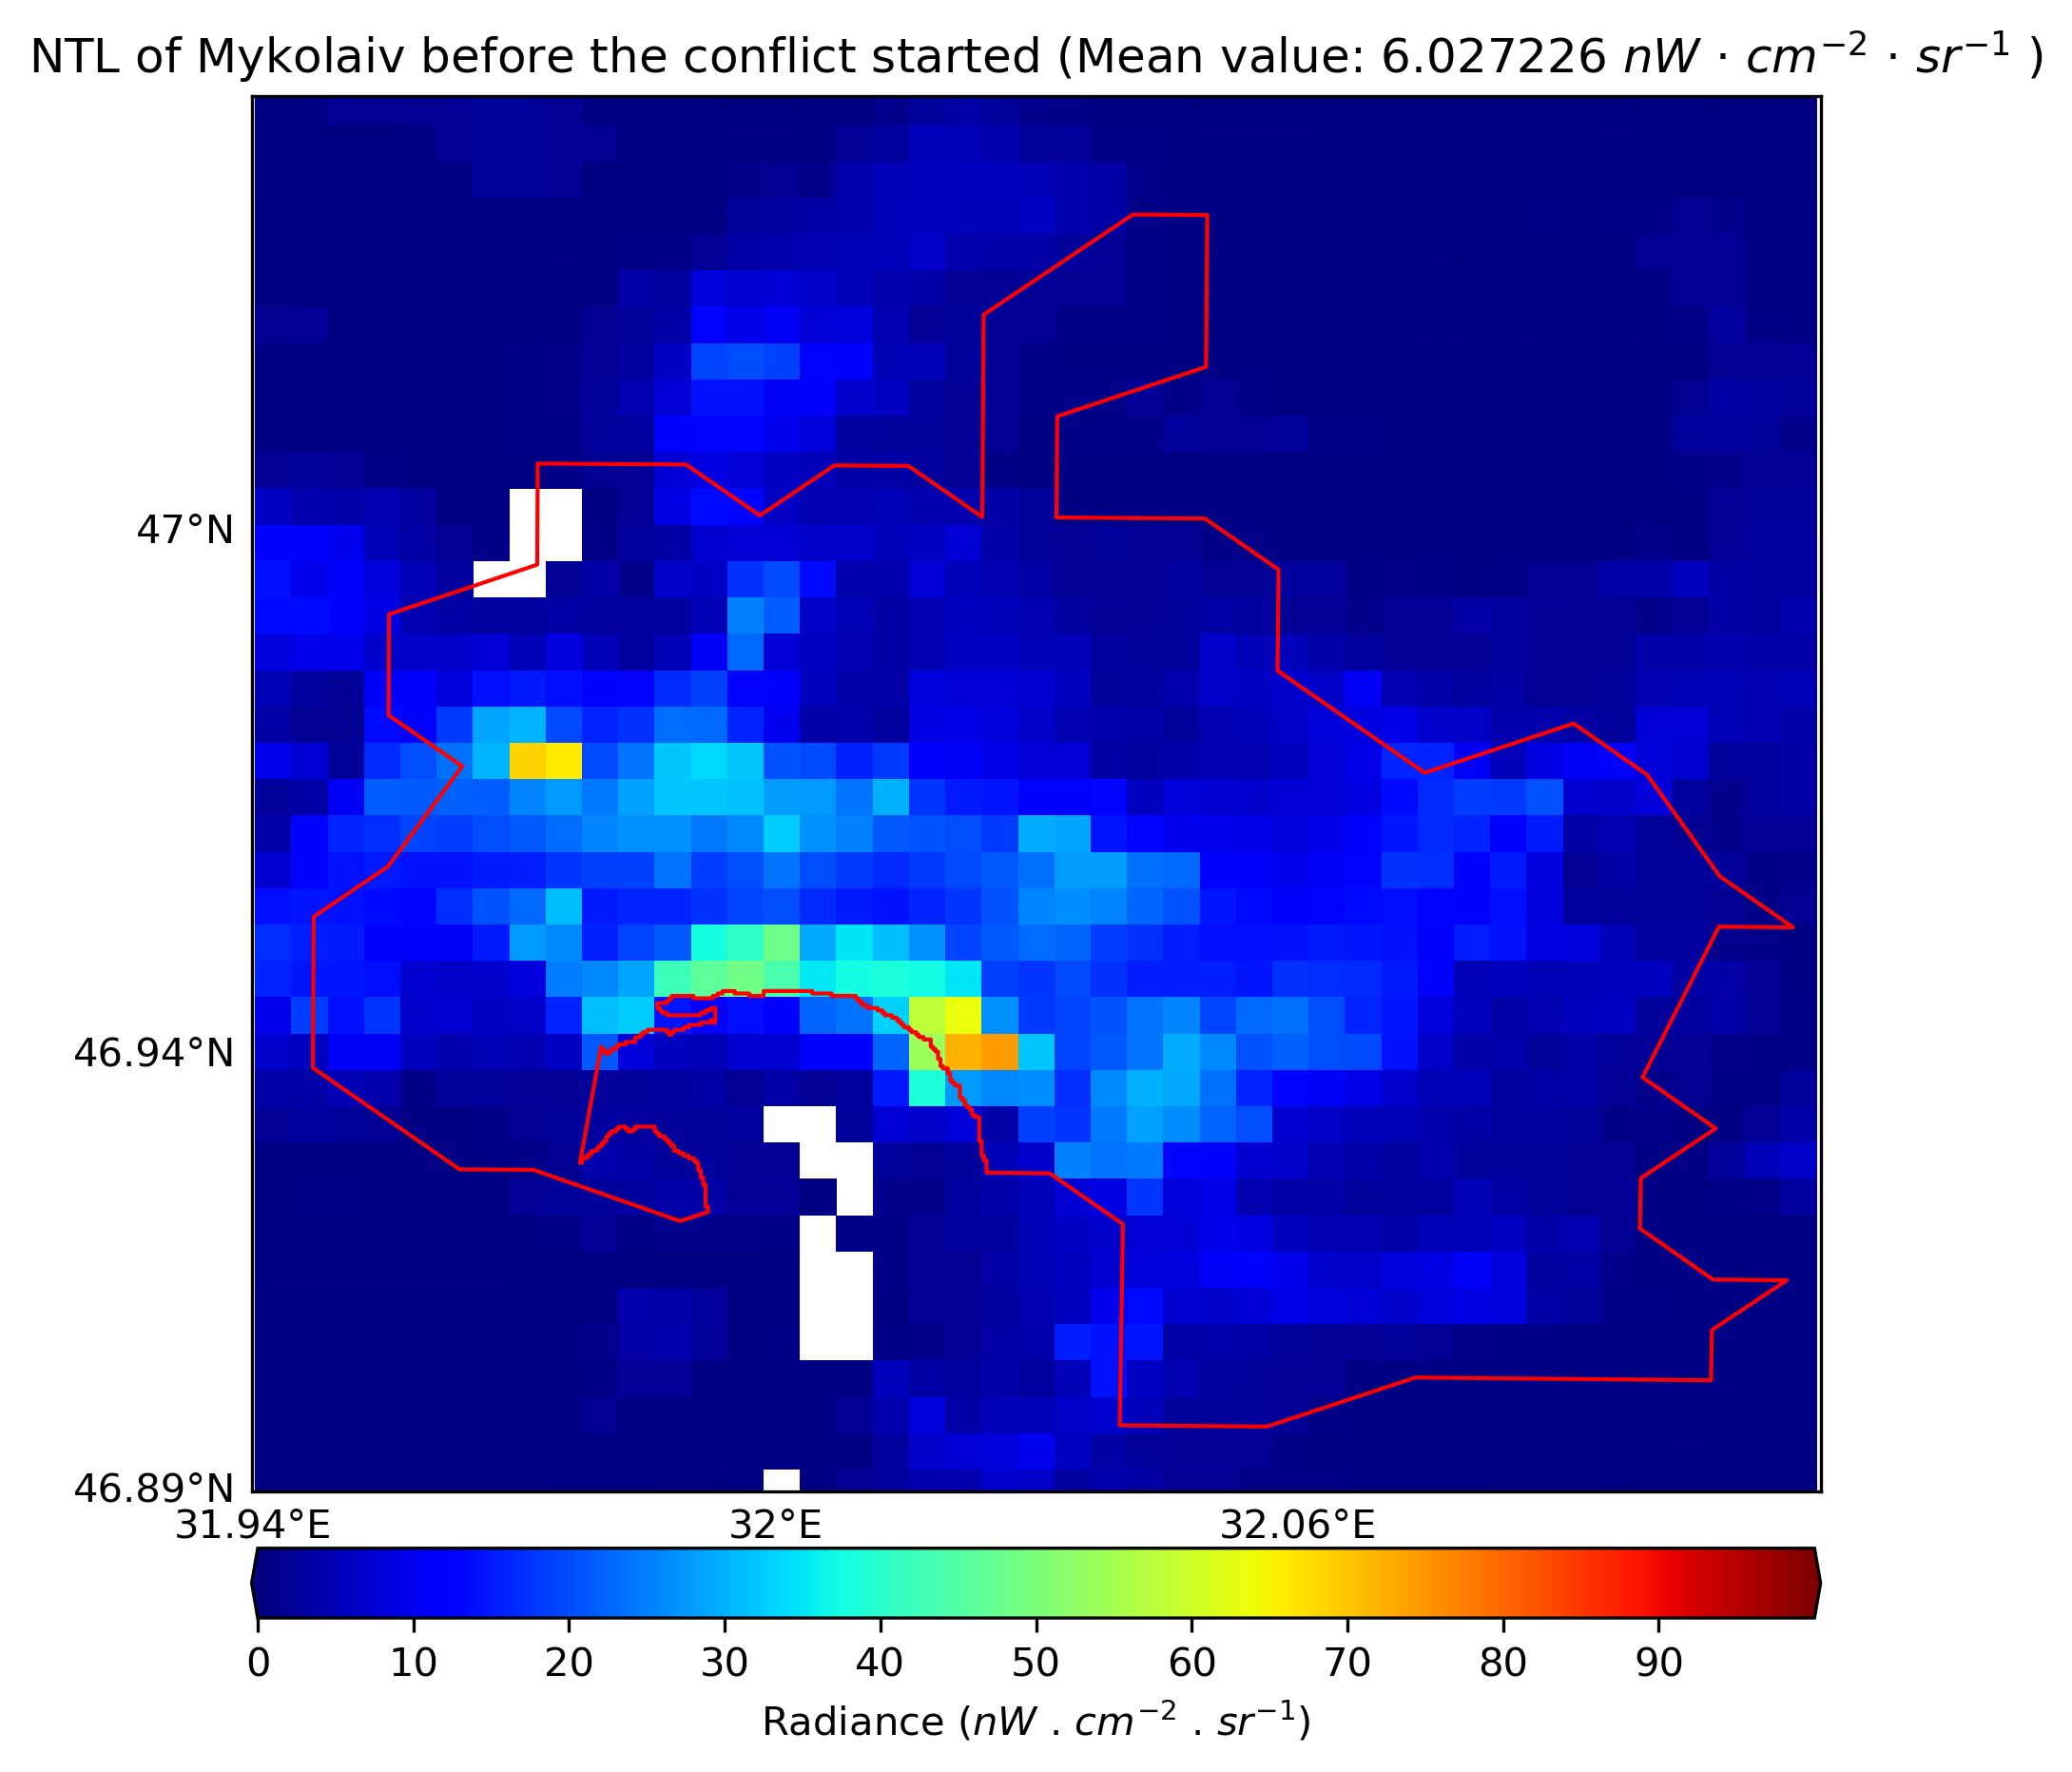 NTL of Mykolaiv before the conflict started (Mean value: 6.027226 nW · cm⁻² · sr⁻¹ )
47°N
46.94°N
46.89°N
31.94°E 32°E 32.06°E
0 10 20 30 40 50 60 70 80 90
Radiance (nW . cm⁻² . sr⁻¹)